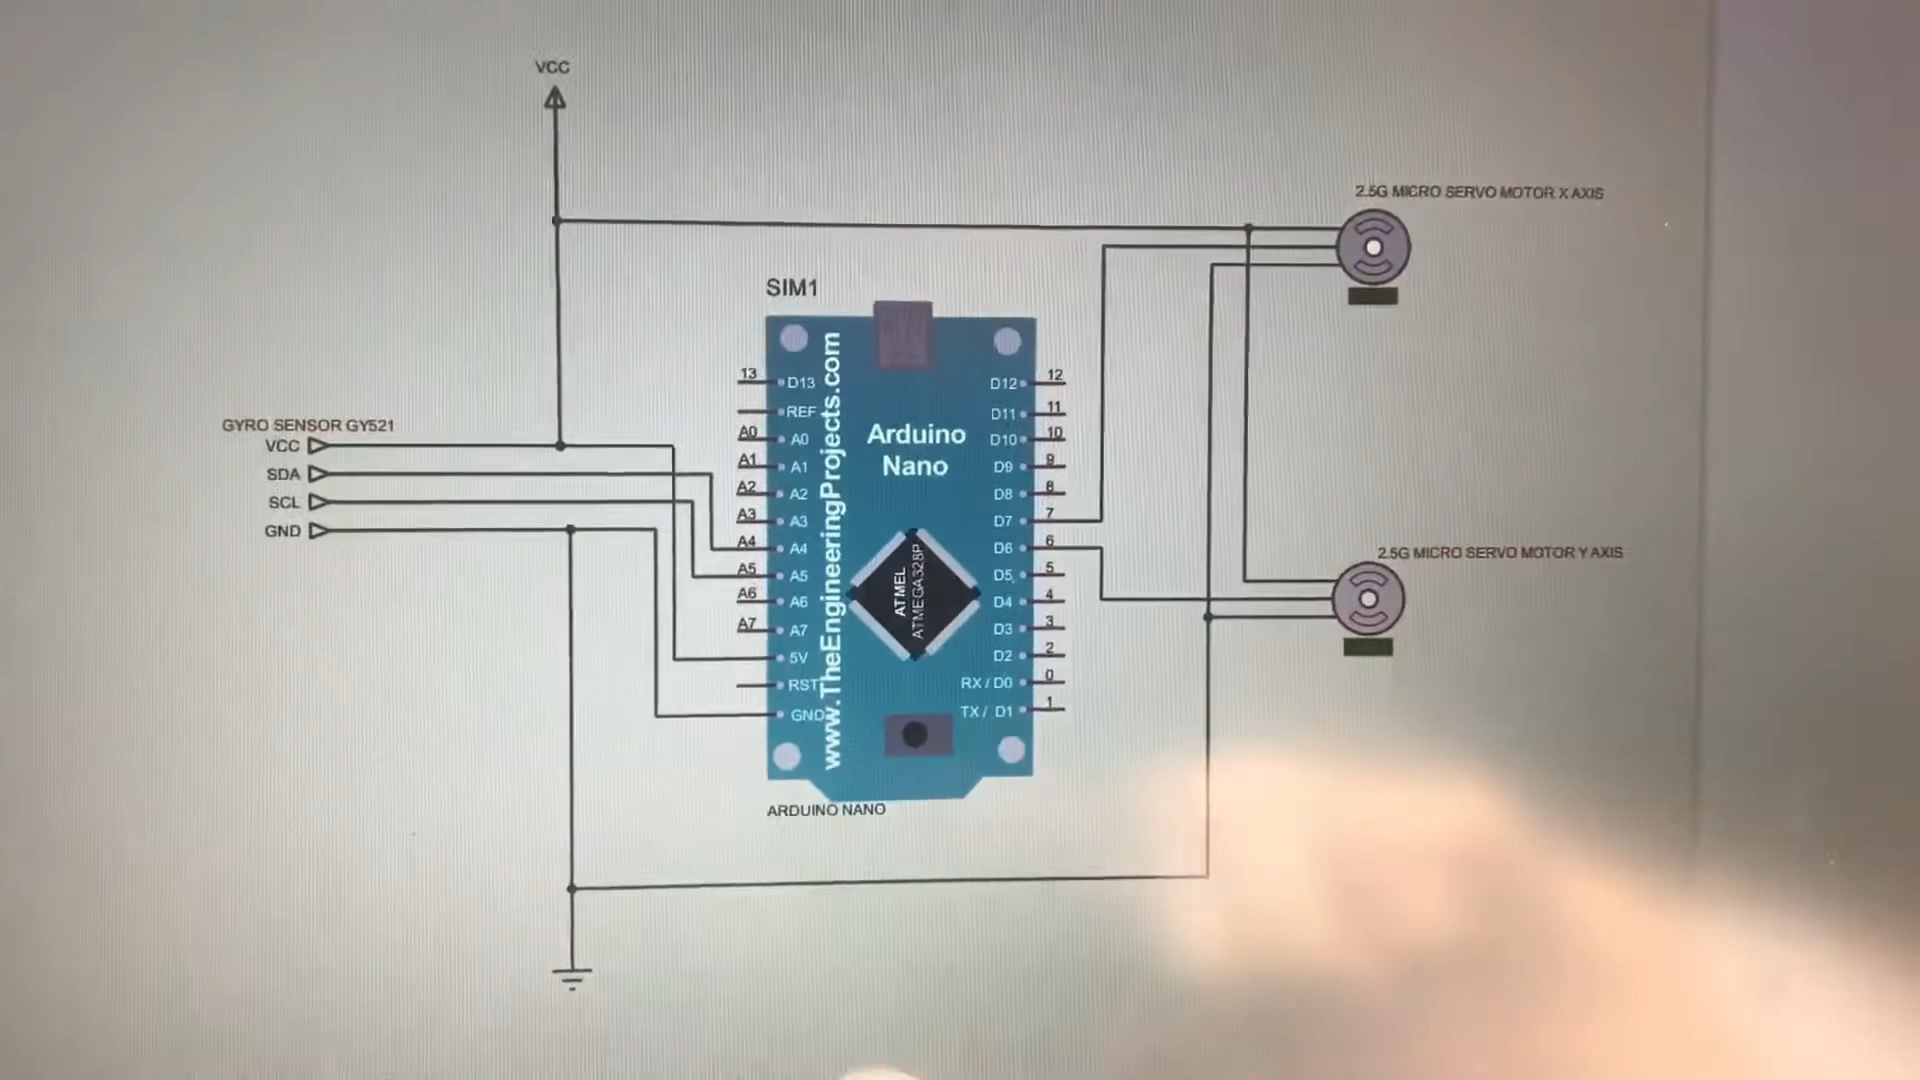 VCC
2.5G MICRO SERVO MOTOR X AXIS
SIM1
GYRO SENSOR GY521
VCC
SDA
SCL
GND
13
A0
A1
A2
A3
A4
A5
A6
A7
D13
REF
A0
A1
A2
A3
A4
A5
A6
A7
5V
RST
GND
www.TheEngineeringProjects.com
Arduino
Nano
ATMEL
ATMEGA328P
D12
D11
D10
D9
D8
D7
D6
D5
D4
D3
D2
RX / D0
TX / D1
12
11
10
9
8
7
6
5
4
3
2
0
1
2.5G MICRO SERVO MOTOR Y AXIS
ARDUINO NANO